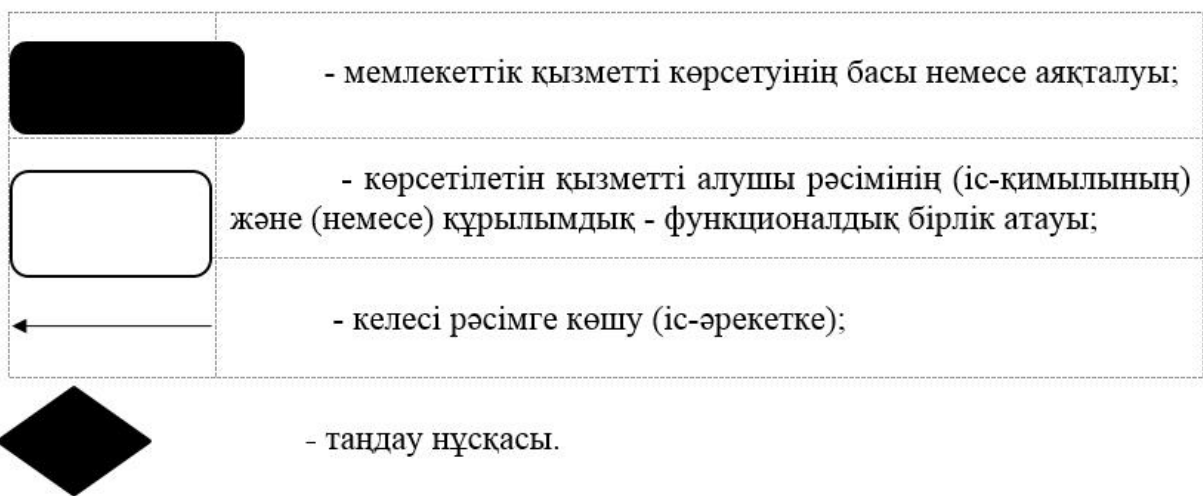 - мемлекеттік қызметті көрсетуінің басы немесе аяқталуы;
- көрсетілетін қызметті алушы рәсімінің (іс-қимылының)
және (немесе) құрылымдық - функционалдық бірлік атауы;
- келесі рәсімге көшу (іс-әрекетке);
- таңдау нұсқасы.